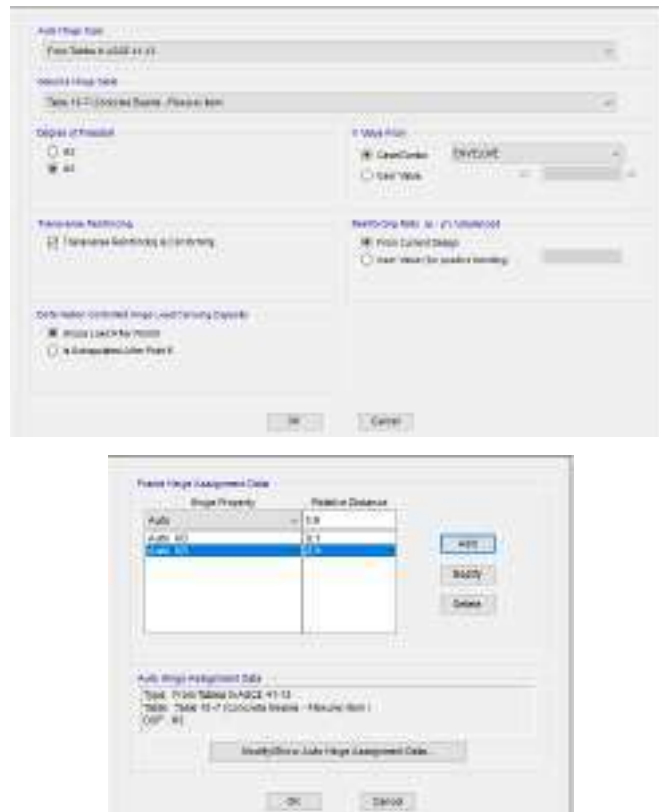 Auto Hinge Type
From Tables In ASCE 41-13
Select a Hinge Table
Table 10-7 (Concrete Beams - Flexure) Item i
Degree of Freedom
M2
M3
V Value From
Case/Combo ENVELOVE
User Value
Transverse Reinforcing
Transverse Reinforcing is Conforming
Reinforcing Ratio (p - p') / pbalanced
From Current Design
User Value (for positive bending)
Deformation Controlled Hinge Load Carrying Capacity
Drops Load After Point E
Is Extrapolated After Point E
OK Cancel
Frame Hinge Assignment Data
Hinge Property Relative Distance
Auto
Auto M3 0.1
Auto M3
Add
Modify
Delete
Auto Hinge Assignment Data
Type: From Tables In ASCE 41-13
Table: Table 10-7 (Concrete Beams - Flexure) Item i
DOF: M3
Modify/Show Auto Hinge Assignment Data...
OK Cancel